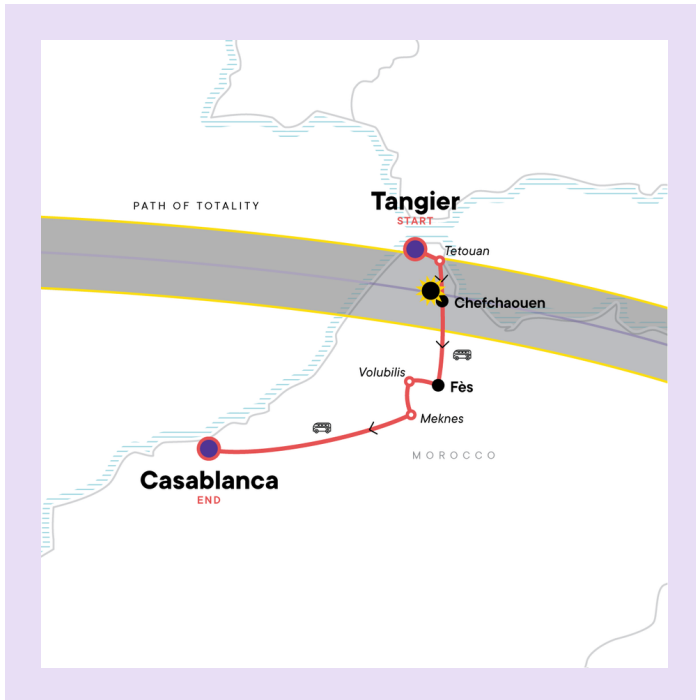 PATH OF TOTALITY
Tangier
START
Tetouan
Chefchaouen
Volubilis
Fès
Meknes
MOROCCO
Casablanca
END